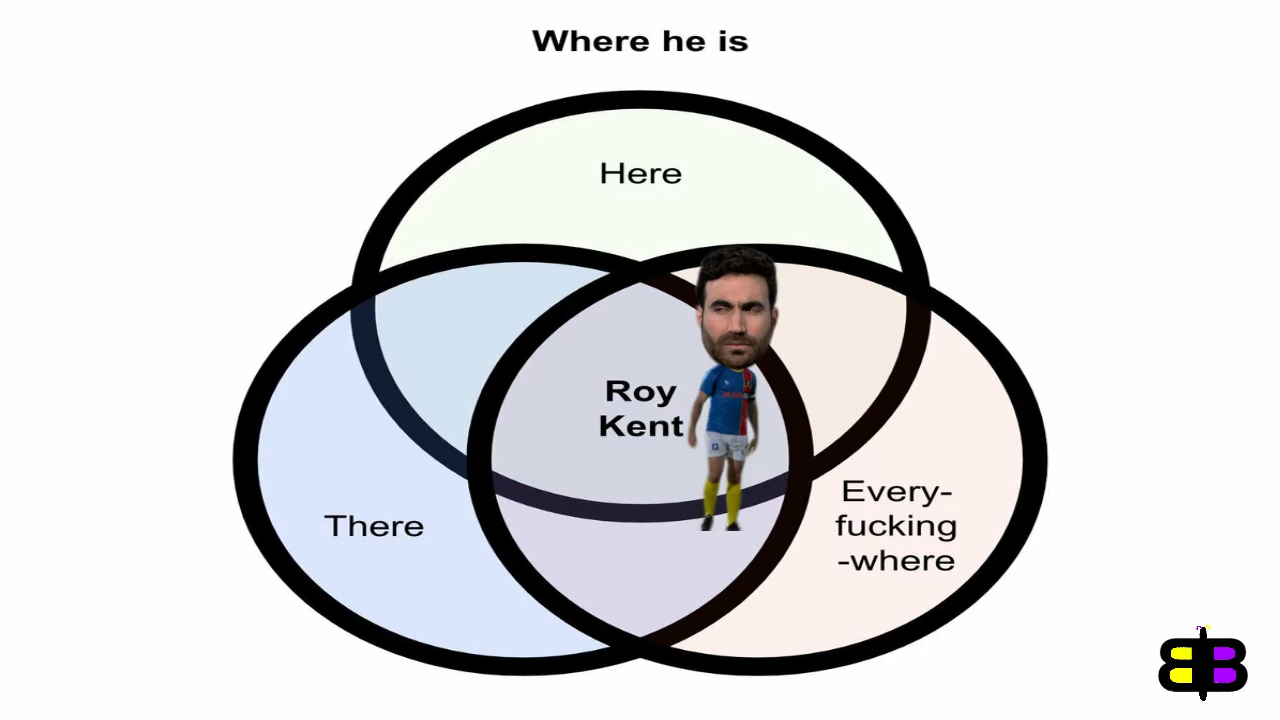 Where he is
Here
Roy
Kent
There
Every-
fucking
-where